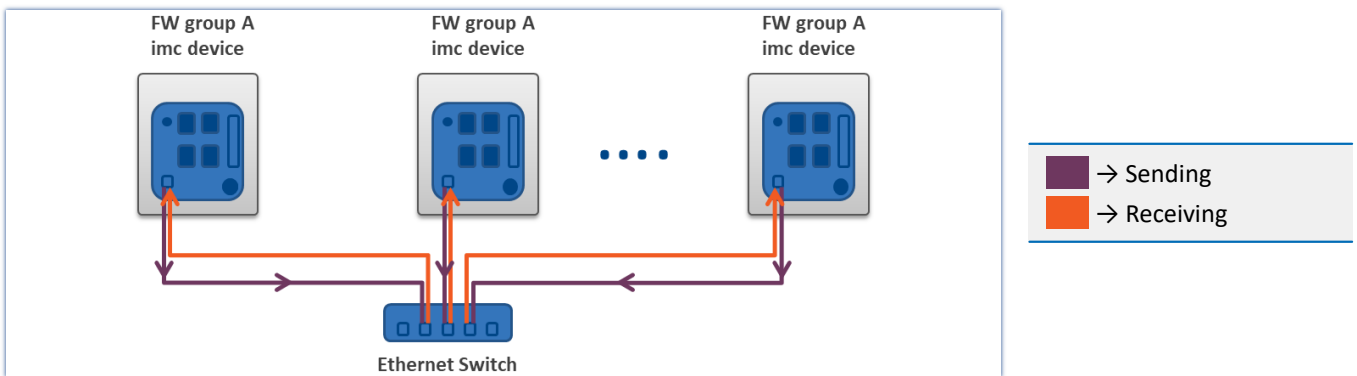 FW group A
imc device
FW group A
imc device
FW group A
imc device
→ Sending
→ Receiving
Ethernet Switch